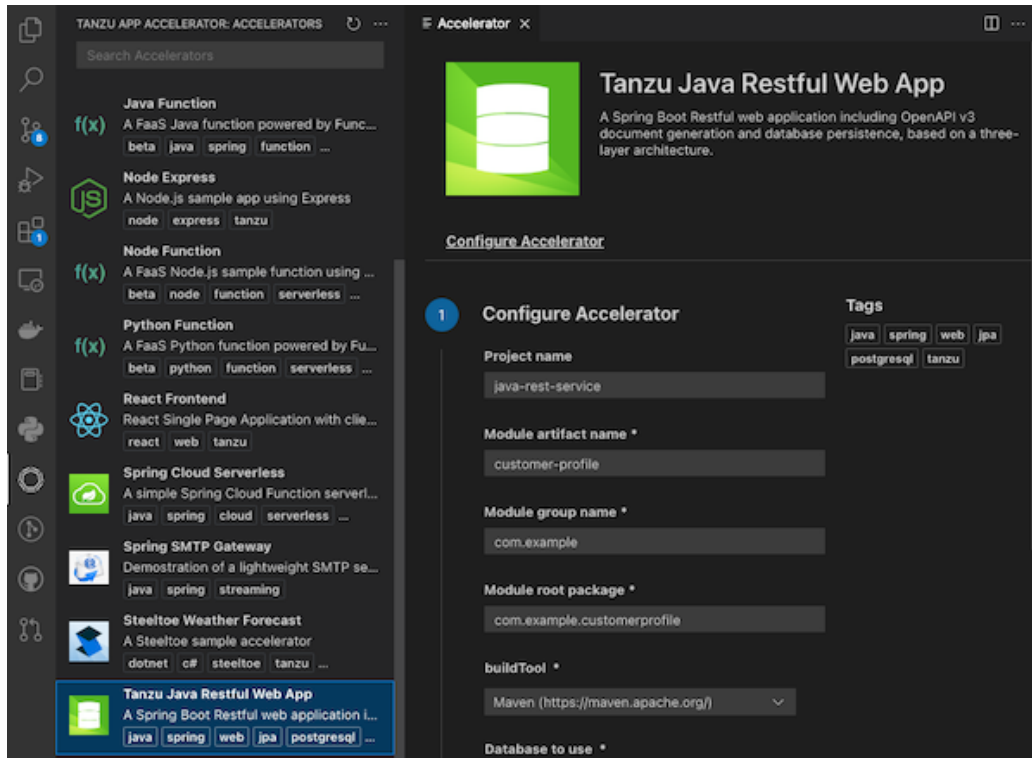 TANZU APP ACCELERATOR: ACCELERATORS
Search Accelerators
Java Function
f(x)
A FaaS Java function powered by Func...
beta java spring function ...
Node Express
JS
A Node.js sample app using Express
node express tanzu
Node Function
f(x)
A FaaS Node.js sample function using ...
beta node function serverless ...
Python Function
f(x)
A FaaS Python function powered by Fu...
beta python function serverless ...
React Frontend
React Single Page Application with clie...
react web tanzu
Spring Cloud Serverless
A simple Spring Cloud Function serverl...
java spring cloud serverless ...
Spring SMTP Gateway
Demostration of a lightweight SMTP se...
java spring streaming
Steeltoe Weather Forecast
A Steeltoe sample accelerator
dotnet c# steeltoe tanzu ...
Tanzu Java Restful Web App
A Spring Boot Restful web application i...
java spring web jpa postgresql ...
8
1
Accelerator
Tanzu Java Restful Web App
A Spring Boot Restful web application including OpenAPI v3
document generation and database persistence, based on a three-
layer architecture.
Configure Accelerator
1
Configure Accelerator
Project name
java-rest-service
Module artifact name *
customer-profile
Module group name *
com.example
Module root package *
com.example.customerprofile
buildTool *
Maven (https://maven.apache.org/)
Database to use *
Tags
java spring web jpa
postgresql tanzu